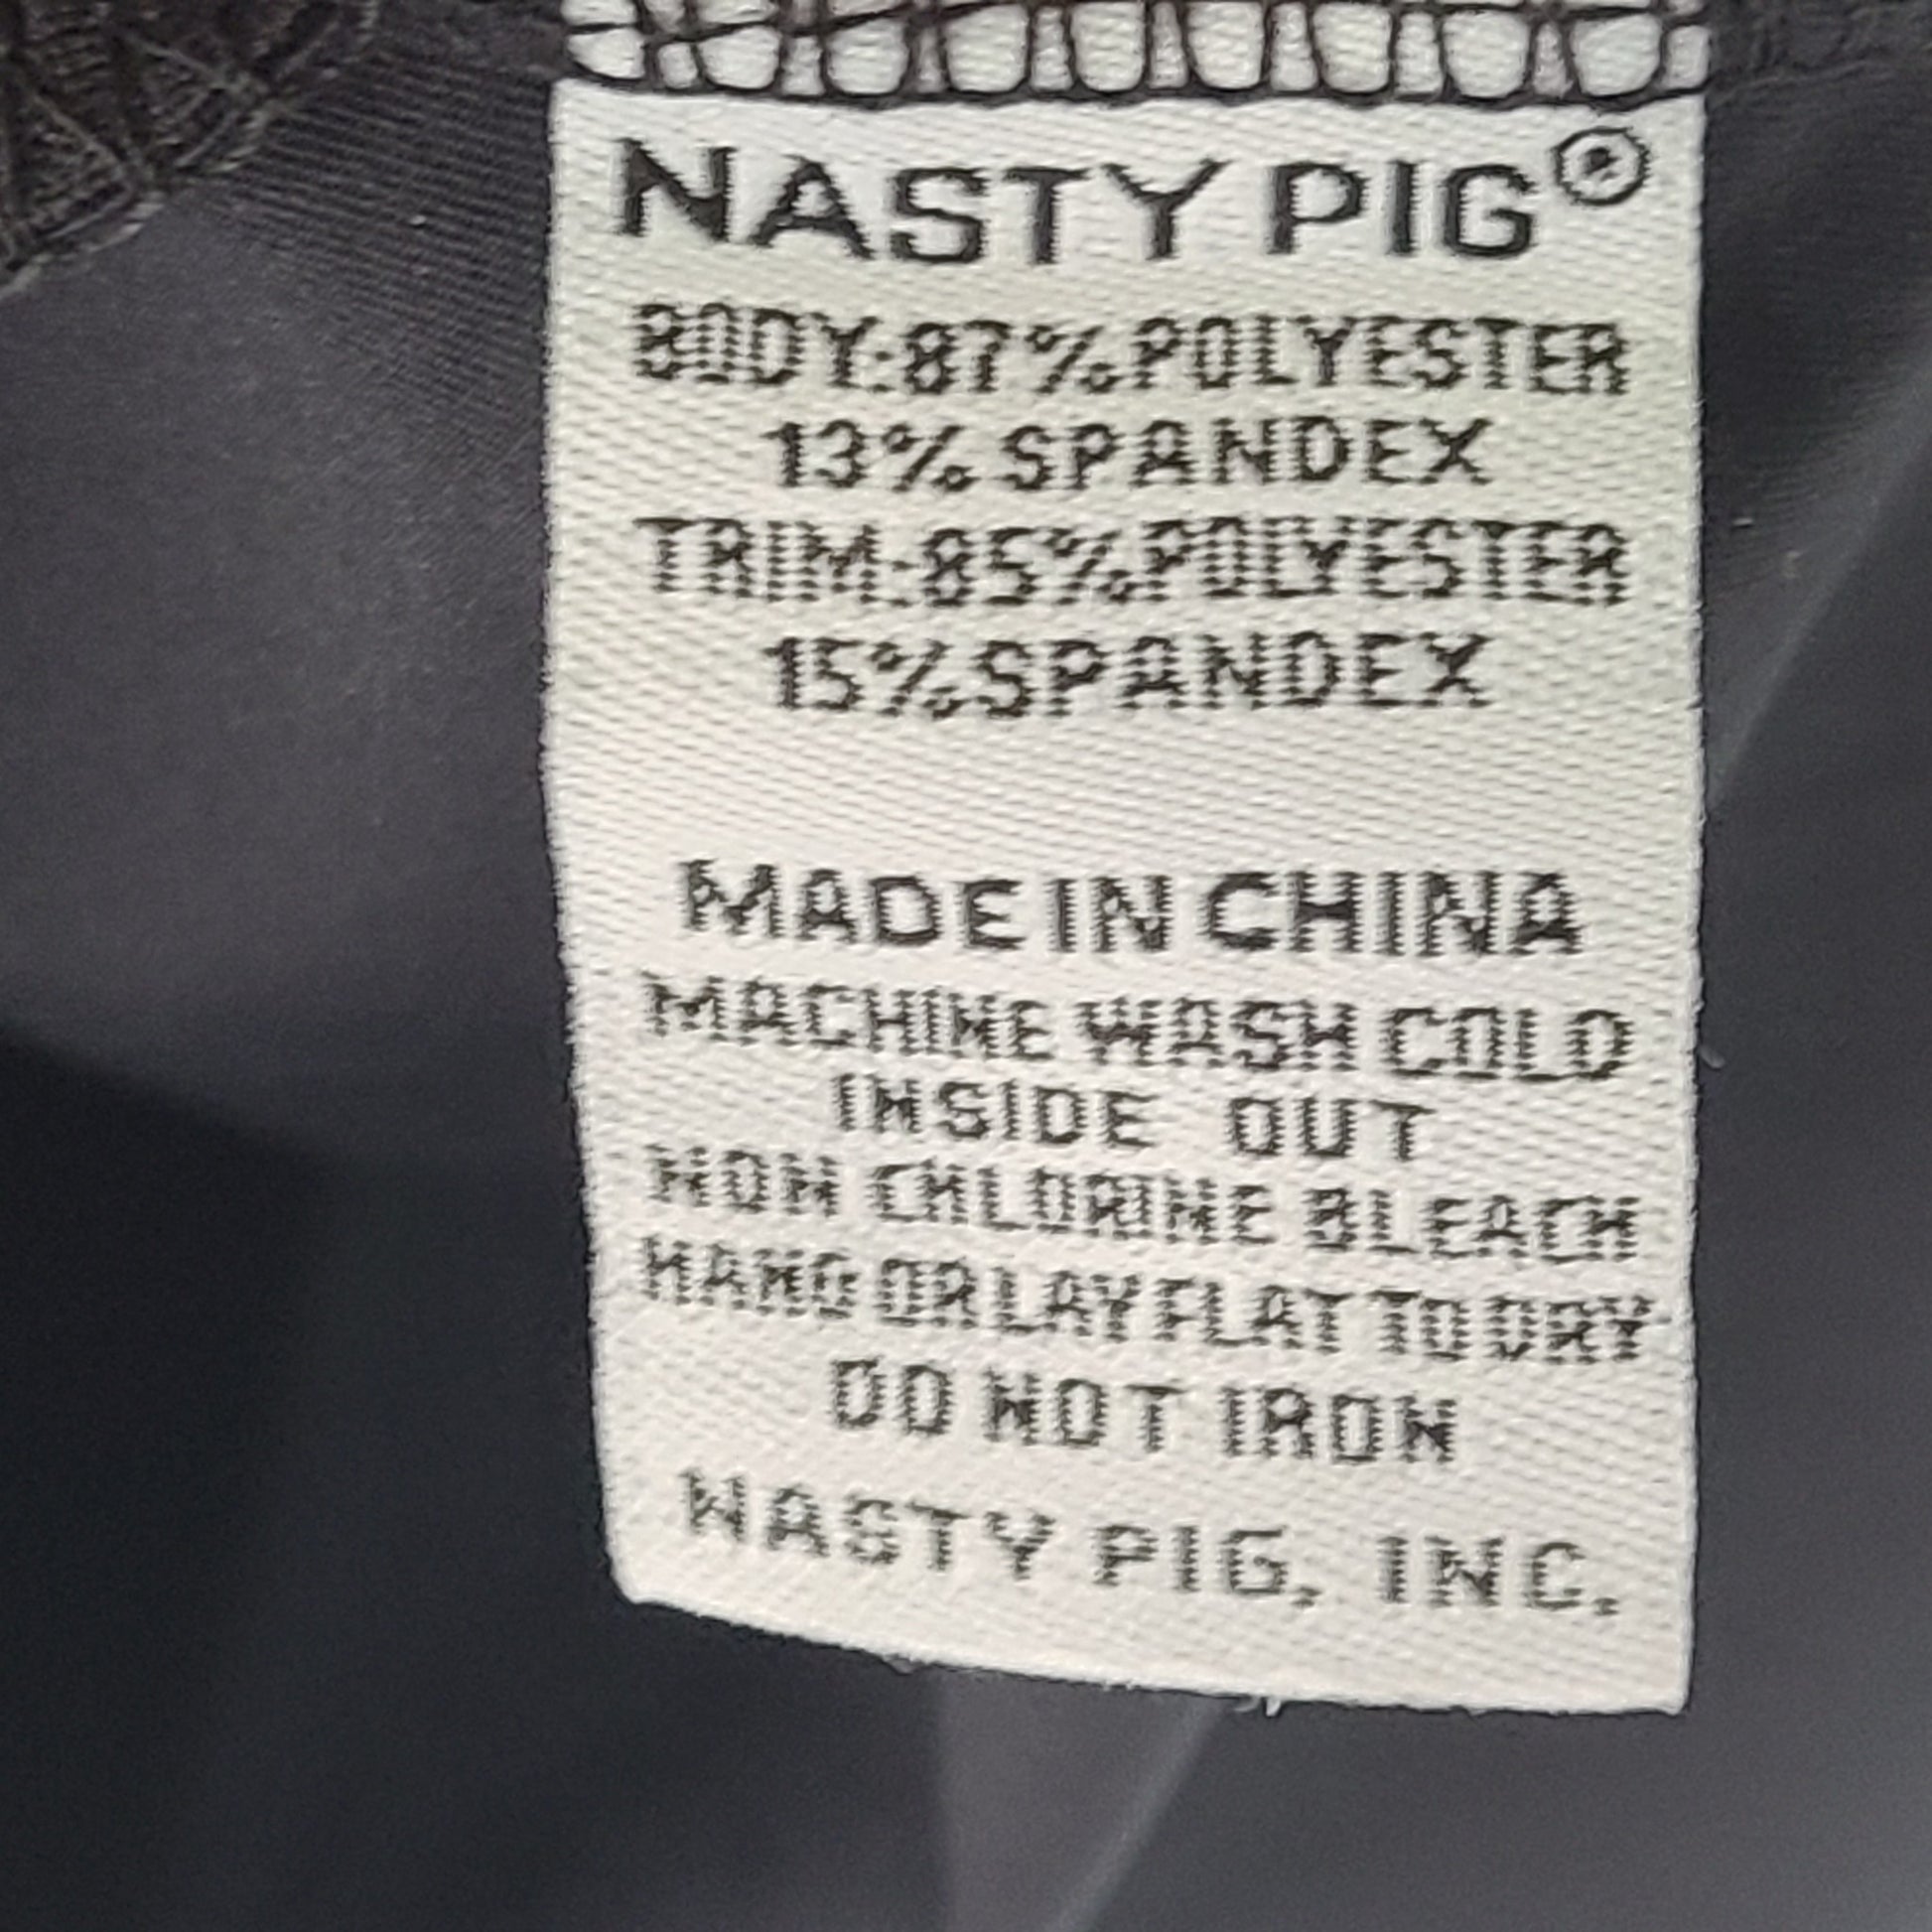 NASTY PIG®
BODY:87%POLYESTER
13%SPANDEX
TRIM:85%POLYESTER
15%SPANDEX
MADE IN CHINA
MACHINE WASH COLD
INSIDE OUT
NON CHLORINE BLEACH
HANG OR LAY FLAT TO DRY
DO NOT IRON
NASTY PIG, INC.